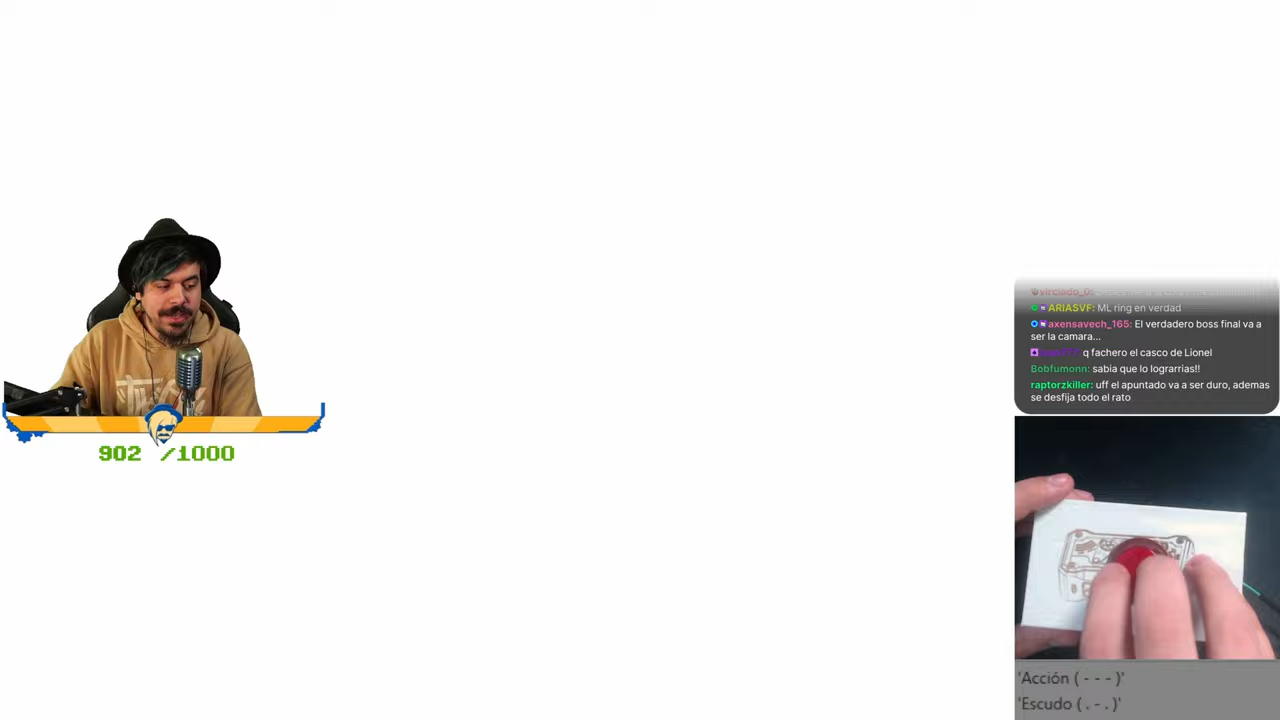 ARIASVF: ML ring en verdad
axensavech_165: El verdadero boss final va a
ser la camara...
q fachero el casco de Lionel
Bobfumonn: sabia que lo lograrrias!!
raptorzkiller: uff el apuntado va a ser duro, ademas
se desfija todo el rato
902 /1000
'Acción ( - - - )'
'Escudo ( . - . )'